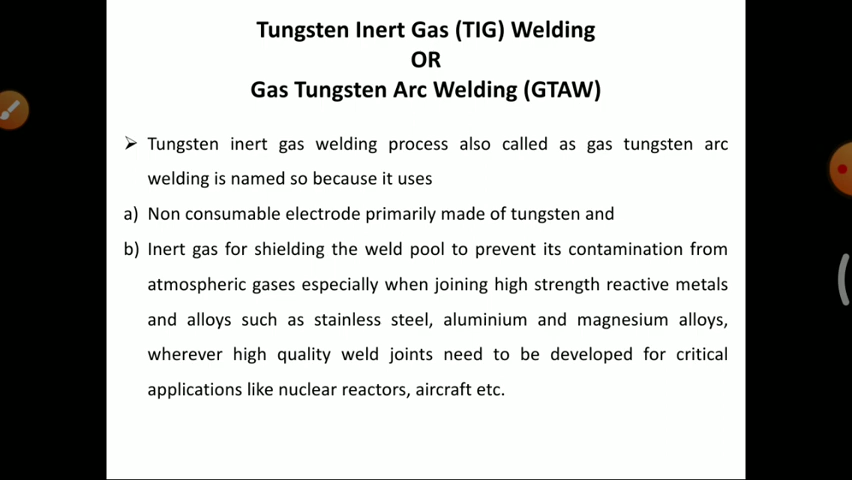 Tungsten Inert Gas (TIG) Welding
OR
Gas Tungsten Arc Welding (GTAW)
➢ Tungsten inert gas welding process also called as gas tungsten arc
welding is named so because it uses
a) Non consumable electrode primarily made of tungsten and
b) Inert gas for shielding the weld pool to prevent its contamination from
atmospheric gases especially when joining high strength reactive metals
and alloys such as stainless steel, aluminium and magnesium alloys,
wherever high quality weld joints need to be developed for critical
applications like nuclear reactors, aircraft etc.